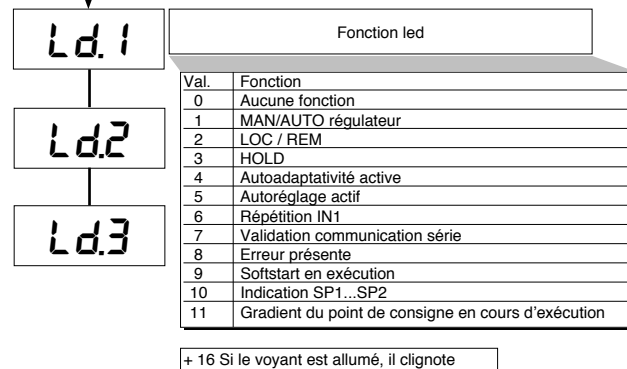 Ld.1
Fonction led
Val. Fonction
0 Aucune fonction
1 MAN/AUTO régulateur
2 LOC / REM
3 HOLD
4 Autoadaptativité active
5 Autoréglage actif
6 Répétition IN1
7 Validation communication série
8 Erreur présente
9 Softstart en exécution
10 Indication SP1...SP2
11 Gradient du point de consigne en cours d'exécution
Ld.2
Ld.3
+ 16 Si le voyant est allumé, il clignote